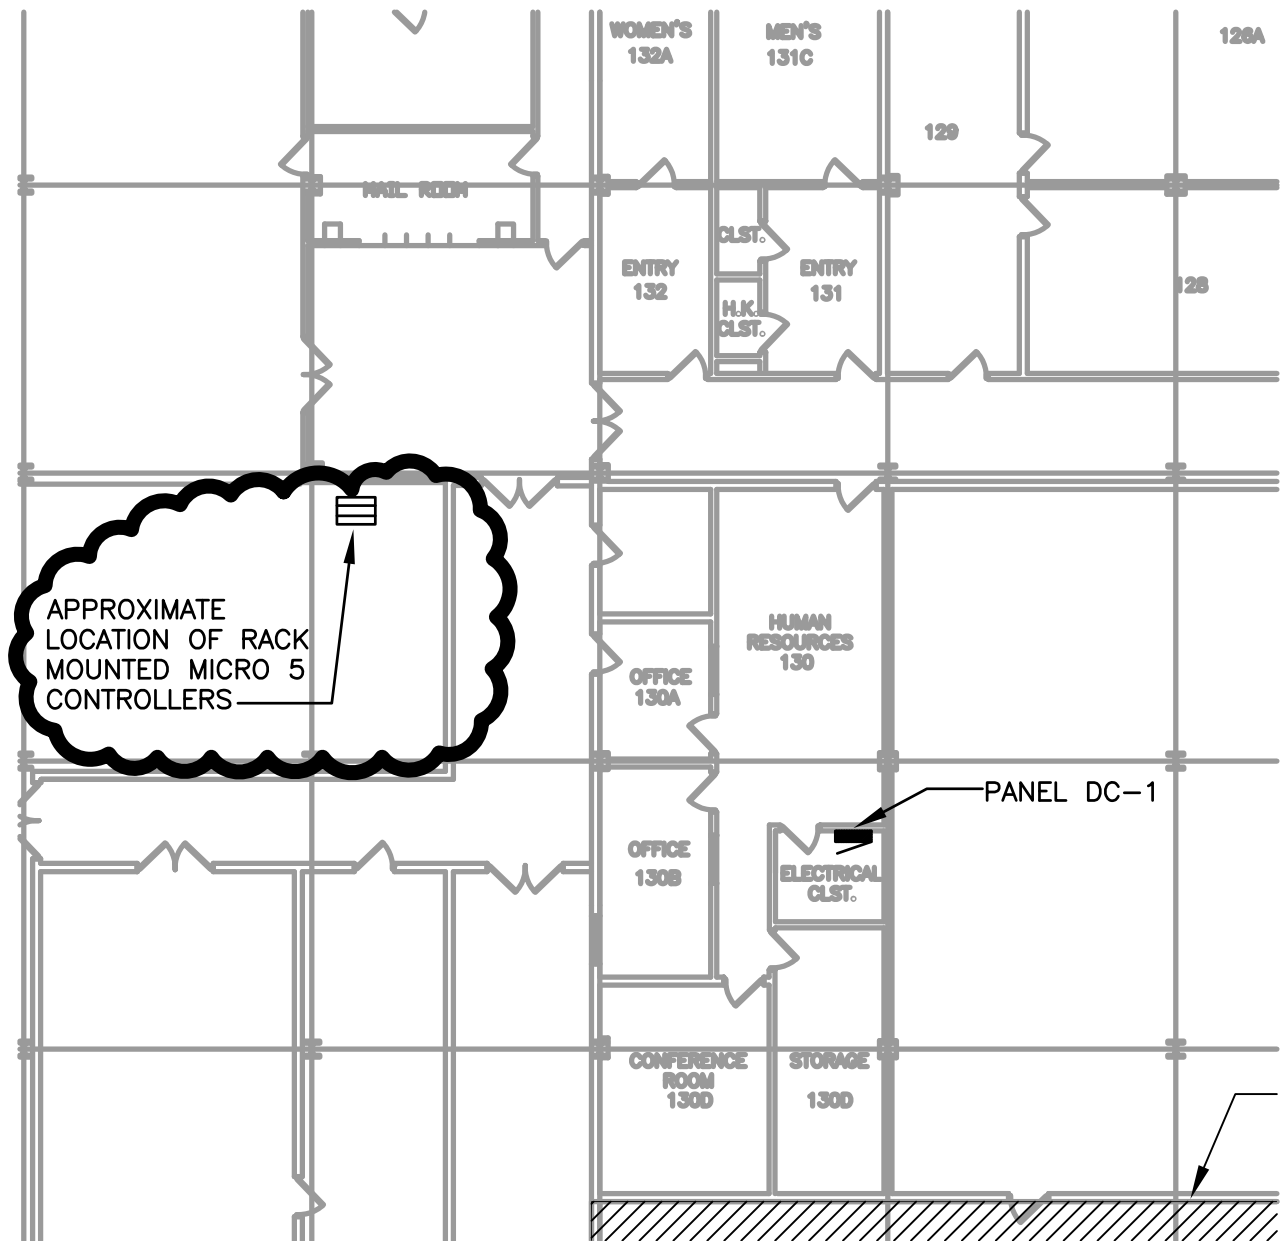 WOMEN'S
132A
MEN'S
131C
126A
129
MAIL ROOM
CLST.
ENTRY
132
ENTRY
131
128
H.K.
CLST.
APPROXIMATE
LOCATION OF RACK
MOUNTED MICRO 5
CONTROLLERS
HUMAN
RESOURCES
130
OFFICE
130A
PANEL DC-1
OFFICE
130B
ELECTRICAL
CLST.
CONFERENCE
ROOM
130D
STORAGE
130D